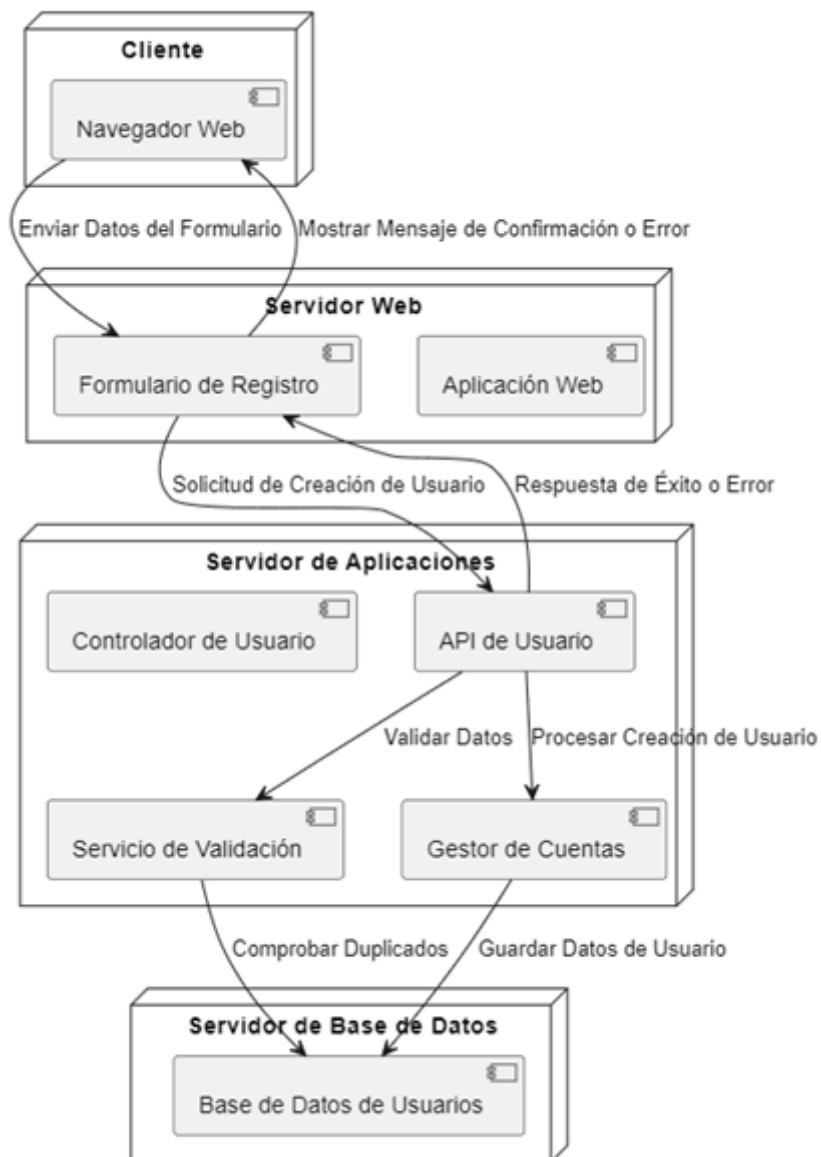 Cliente
Navegador Web
Enviar Datos del Formulario
Mostrar Mensaje de Confirmación o Error
Servidor Web
Formulario de Registro
Aplicación Web
Solicitud de Creación de Usuario
Respuesta de Éxito o Error
Servidor de Aplicaciones
Controlador de Usuario
API de Usuario
Validar Datos
Procesar Creación de Usuario
Servicio de Validación
Gestor de Cuentas
Comprobar Duplicados
Guardar Datos de Usuario
Servidor de Base de Datos
Base de Datos de Usuarios